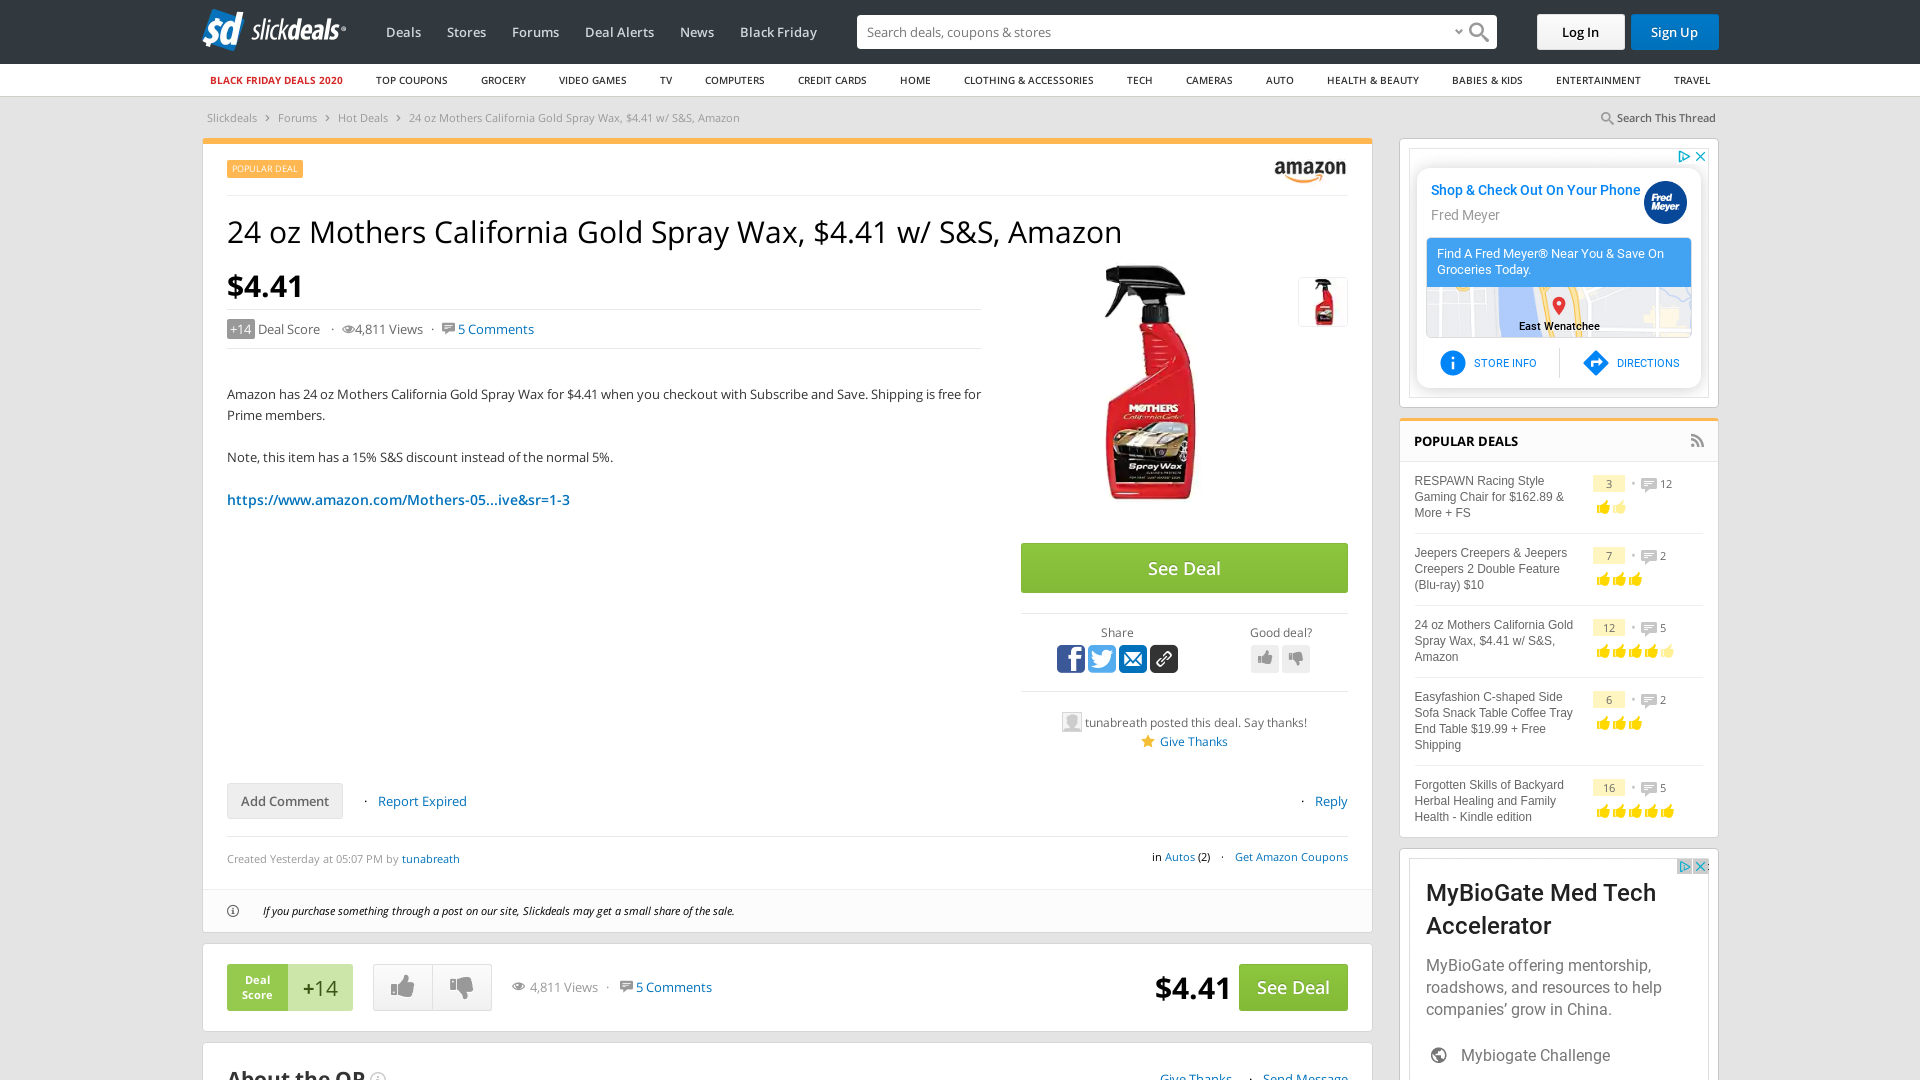 sd slickdeals
Deals Stores Forums Deal Alerts News Black Friday
Search deals, coupons & shops
Log In Sign Up
BLACK FRIDAY DEALS 2020 TOP COUPONS GROCERY VIDEO GAMES TV COMPUTERS CREDIT CARDS HOME CLOTHING & ACCESSORIES TECH CAMERAS AUTO HEALTH & BEAUTY BABIES & KIDS ENTERTAINMENT TRAVEL
Slickdeals > Forums > Hot Deals > 24 oz Mothers California Gold Spray Wax, $4.41 w/ S&S, Amazon
Search This Thread
POPULAR DEAL
amazon
24 oz Mothers California Gold Spray Wax, $4.41 w/ S&S, Amazon
$4.41
+14 Deal Score · 4,811 Views · 5 Comments
Amazon has 24 oz Mothers California Gold Spray Wax for $4.41 when you checkout with Subscribe and Save. Shipping is free for
Prime members.
Note, this item has a 15% S&S discount instead of the normal 5%.
https://www.amazon.com/Mothers-05...ive&sr=1-3
MOTHERS
California Gold
Spray Wax
See Deal
Share Good deal?
tunabreath posted this deal. Say thanks!
Give Thanks
Add Comment · Report Expired · Reply
Created Yesterday at 05:07 PM by tunabreath
in Autos (2) · Get Amazon Coupons
If you purchase something through a post on our site, Slickdeals may get a small share of the sale.
Deal
Score
+14
4,811 Views · 5 Comments
$4.41 See Deal
About the OP
Give Thanks · Send Message
Shop & Check Out On Your Phone
Fred Meyer
Fred
Meyer
Find A Fred Meyer® Near You & Save On
Groceries Today.
East Wenatchee
STORE INFO DIRECTIONS
POPULAR DEALS
RESPAWN Racing Style
Gaming Chair for $162.89 &
More + FS
3 · 12
Jeepers Creepers & Jeepers
Creepers 2 Double Feature
(Blu-ray) $10
7 · 2
24 oz Mothers California Gold
Spray Wax, $4.41 w/ S&S,
Amazon
12 · 5
Easyfashion C-shaped Side
Sofa Snack Table Coffee Tray
End Table $19.99 + Free
Shipping
6 · 2
Forgotten Skills of Backyard
Herbal Healing and Family
Health - Kindle edition
16 · 5
MyBioGate Med Tech
Accelerator
MyBioGate offering mentorship,
roadshows, and resources to help
companies' grow in China.
Mybiogate Challenge